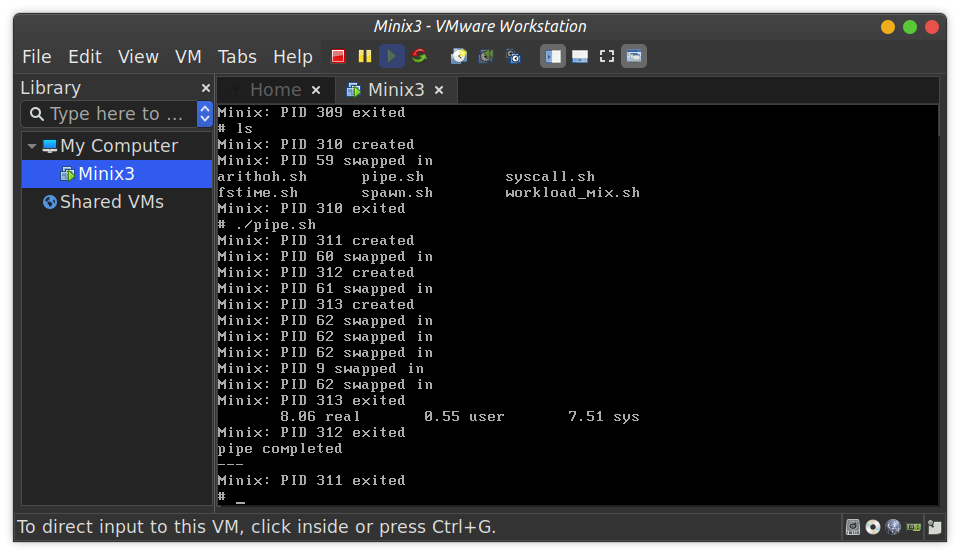 Minix3 - VMware Workstation
File Edit View VM Tabs Help
Library ×
Home × Minix3 ×
Type here to ...
My Computer
Minix3
Shared VMs
Minix: PID 309 exited
# ls
Minix: PID 310 created
Minix: PID 59 swapped in
arithoh.sh pipe.sh syscall.sh
fstime.sh spawn.sh workload_mix.sh
Minix: PID 310 exited
# ./pipe.sh
Minix: PID 311 created
Minix: PID 60 swapped in
Minix: PID 312 created
Minix: PID 61 swapped in
Minix: PID 313 created
Minix: PID 62 swapped in
Minix: PID 62 swapped in
Minix: PID 62 swapped in
Minix: PID 9 swapped in
Minix: PID 62 swapped in
Minix: PID 313 exited
8.06 real 0.55 user 7.51 sys
Minix: PID 312 exited
pipe completed
---
Minix: PID 311 exited
# _
To direct input to this VM, click inside or press Ctrl+G.